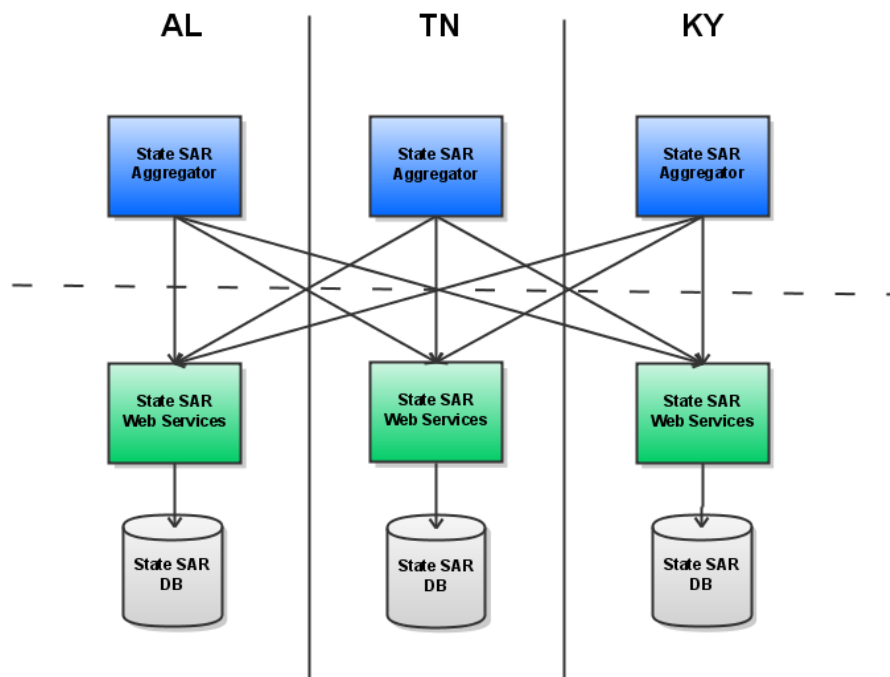 AL
TN
KY
State SAR
Aggregator
State SAR
Aggregator
State SAR
Aggregator
State SAR
Web Services
State SAR
Web Services
State SAR
Web Services
State SAR
DB
State SAR
DB
State SAR
DB